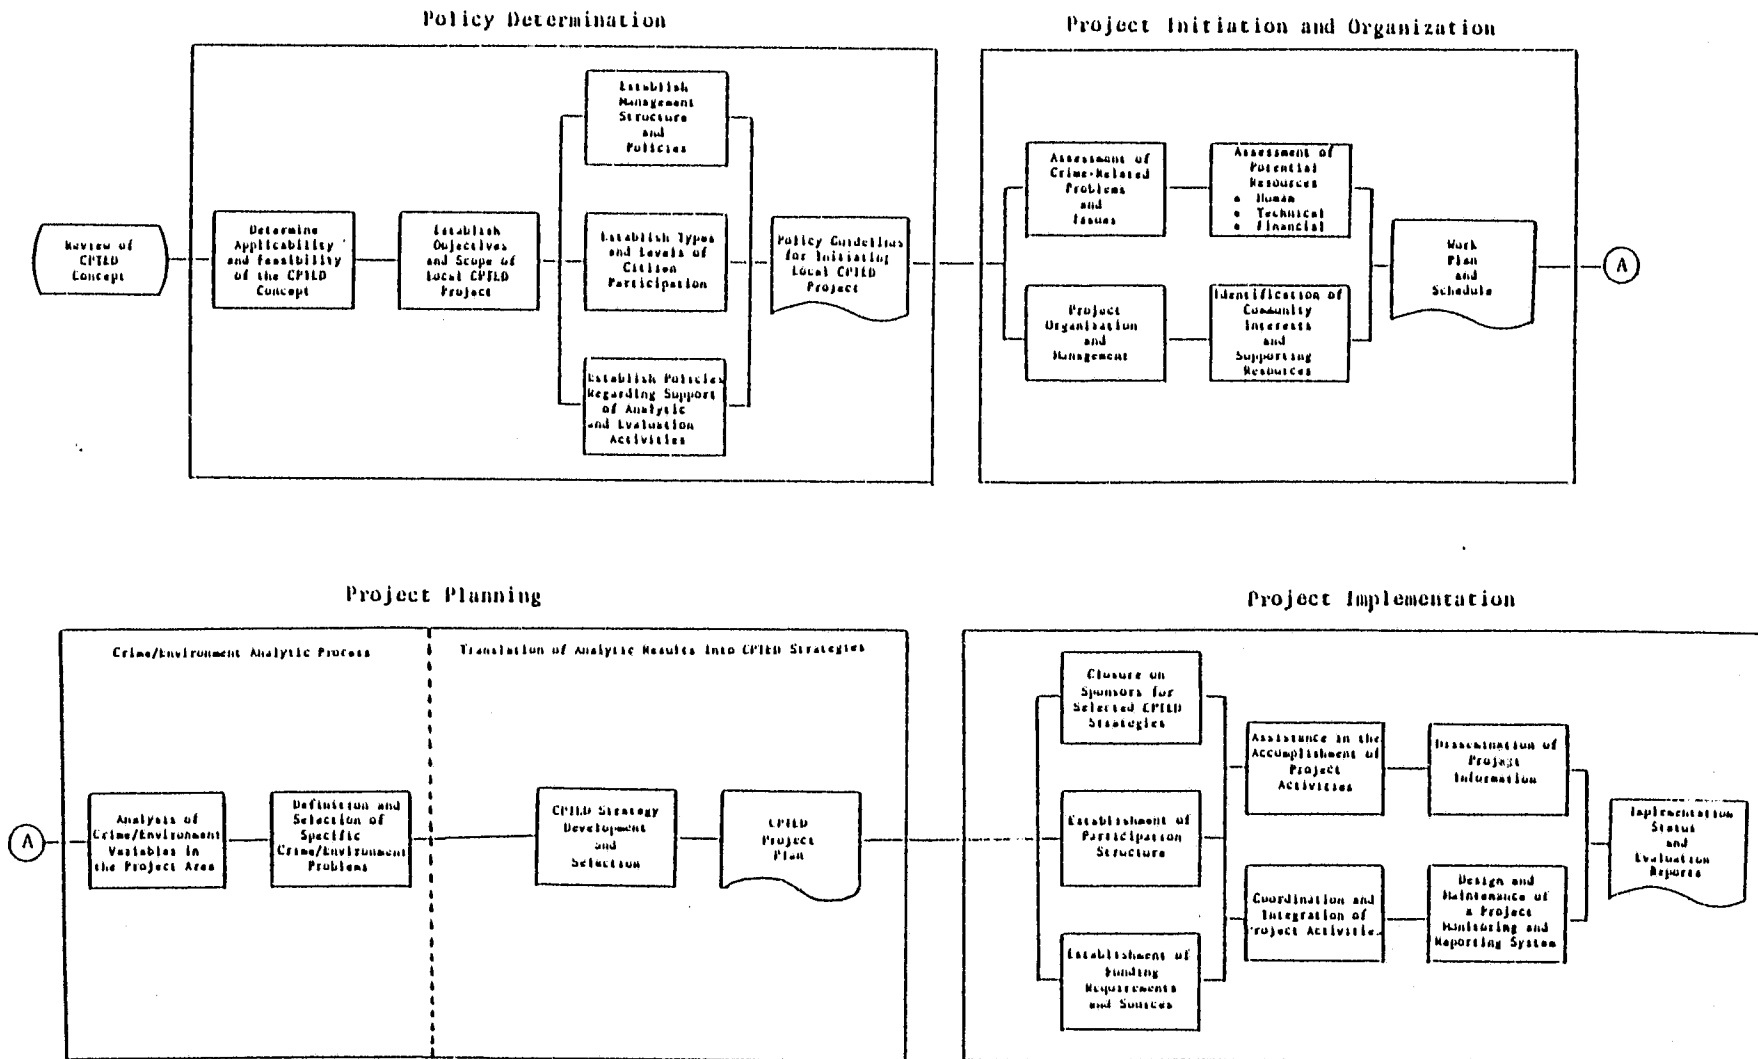 Policy Determination
Project Initiation and Organization
Review of
CPTED
Concept
Determine
Applicability
and Feasibility
of the CPTED
Concept
Establish
Objectives
and Scope of
Local CPTED
Project
Establish
Management
Structure
and
Policies
Establish Types
and Levels of
Citizen
Participation
Establish Policies
Regarding Support
of Analytic
and Evaluation
Activities
Policy Guidelines
for Initiating
Local CPTED
Project
Assessment of
Crime-Related
Problems
and
Issues
Assessment of
Potential
Resources
• Human
• Technical
• Financial
Project
Organization
and
Management
Identification of
Community
Interests
and
Supporting
Resources
Work
Plan
and
Schedule
A
Project Planning
Project Implementation
Crime/Environment Analytic Process
Translation of Analytic Results Into CPTED Strategies
A
Analysis of
Crime/Environment
Variables in
the Project Area
Definition and
Selection of
Specific
Crime/Environment
Problems
CPTED Strategy
Development
and
Selection
CPTED
Project
Plan
Closure on
Sponsors for
Selected CPTED
Strategies
Establishment of
Participation
Structure
Establishment of
Funding
Requirements
and Sources
Assistance in the
Accomplishment of
Project
Activities
Dissemination of
Project
Information
Coordination and
Integration of
Project Activities
Design and
Maintenance of
a Project
Monitoring and
Reporting System
Implementation
Status
and
Evaluation
Reports